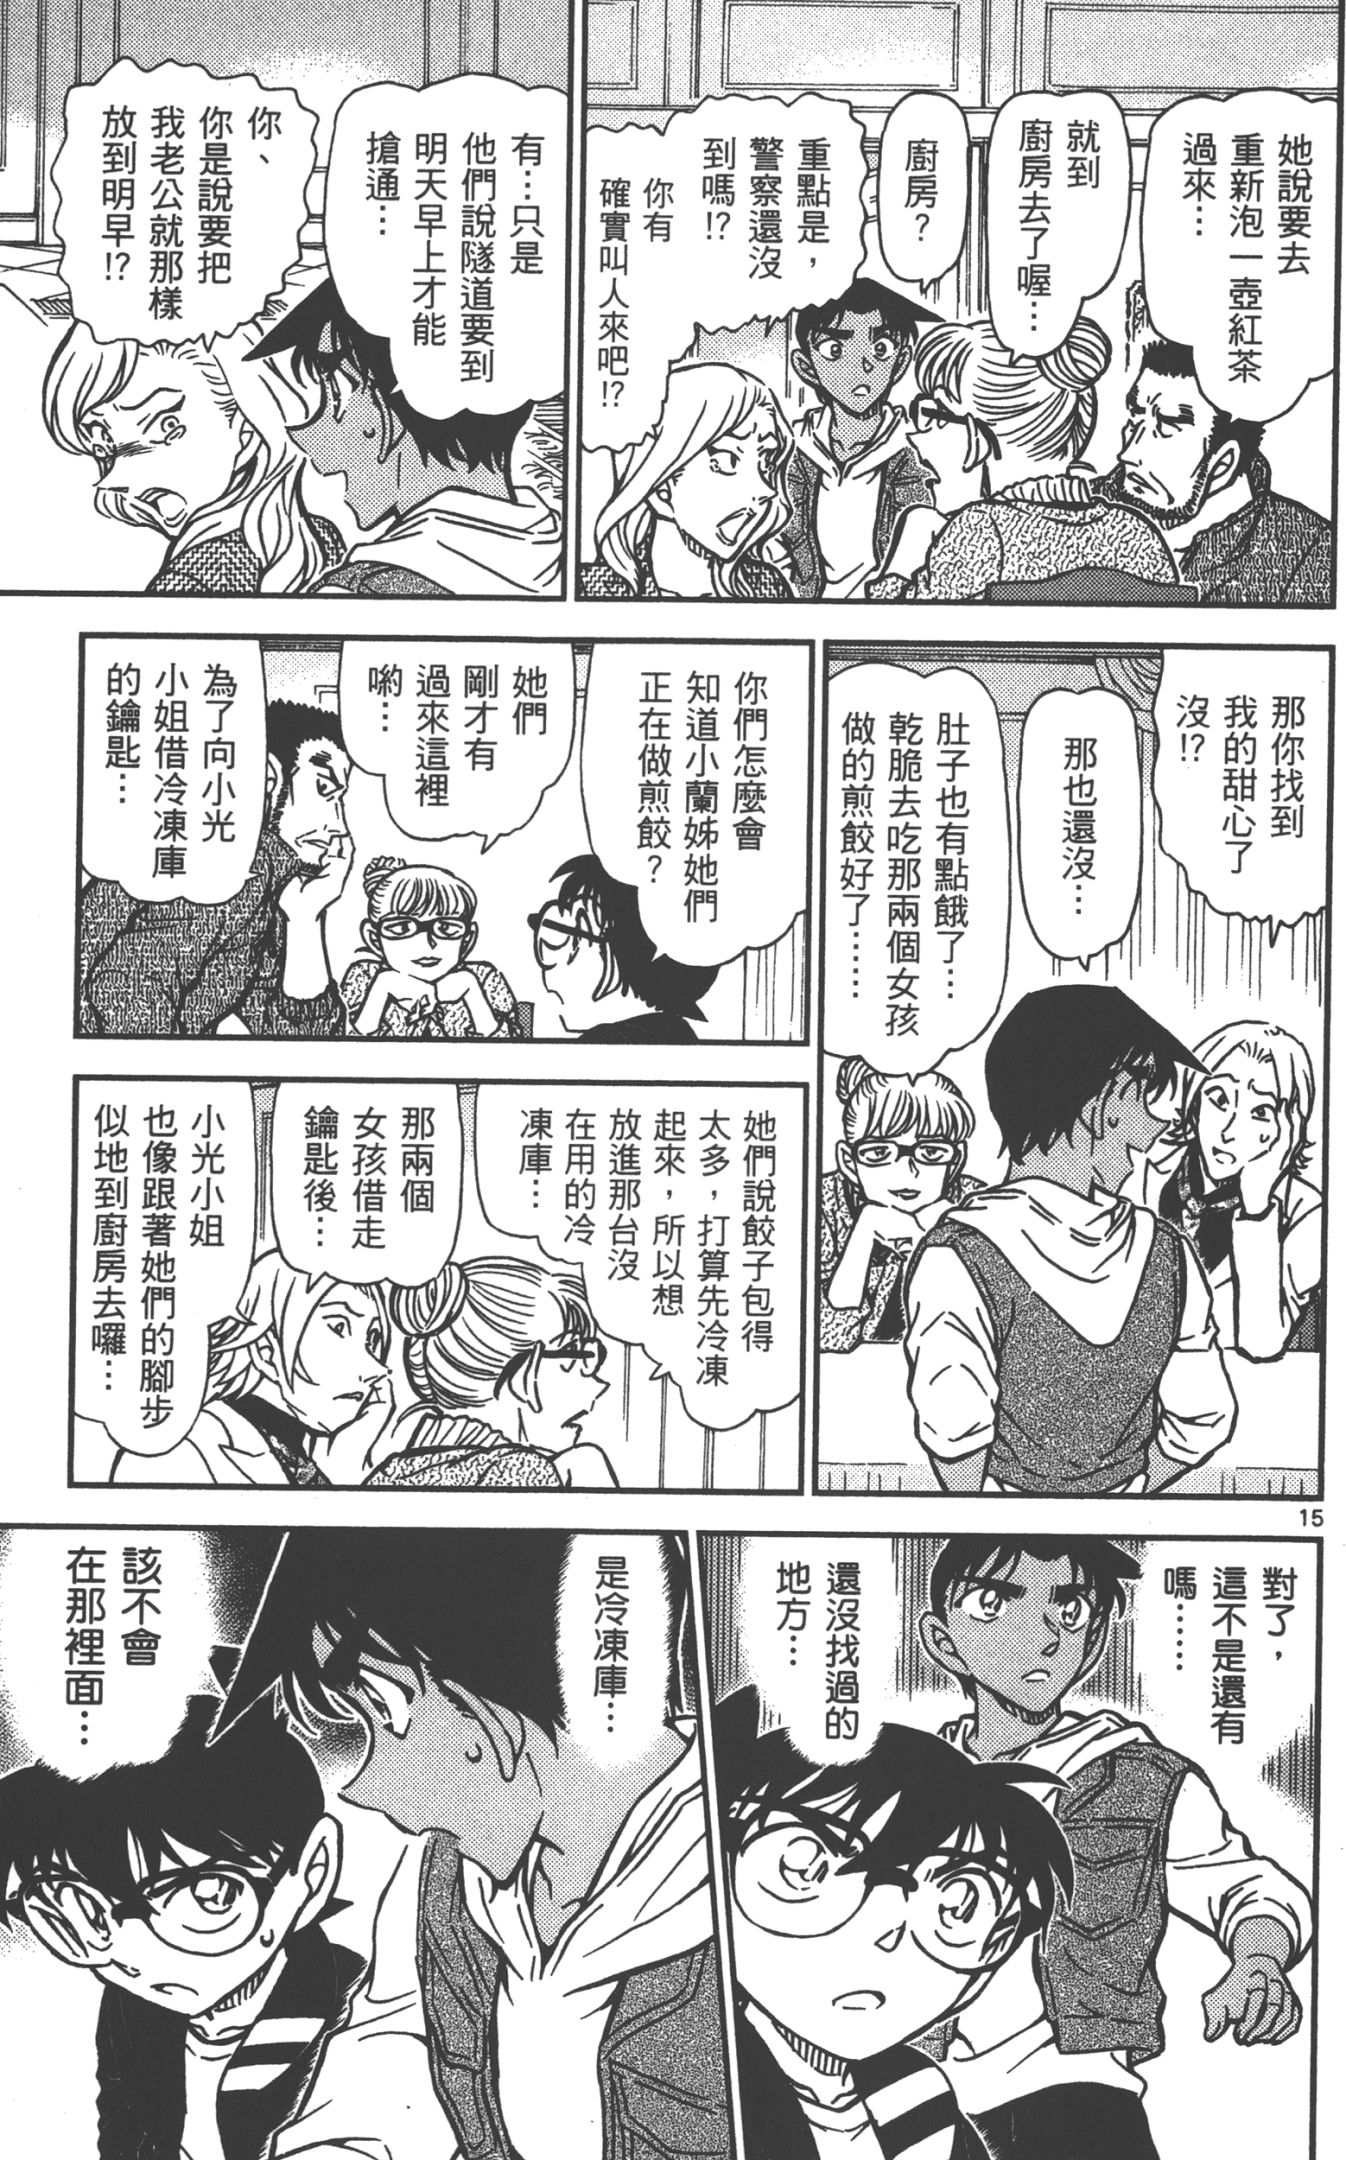 她說要去
重新泡一壺紅茶
過來…
就到
廚房去了喔…
廚房?
重點是,
警察還沒
到嗎!?
你有
確實叫人來吧!?
有…只是
他們說隧道要到
明天早上才能
搶通…
你、
你是說要把
我老公就那樣
放到明早!?
那你找到
我的甜心了
沒!?
那也還沒…
肚子也有點餓了…
乾脆去吃那兩個女孩
做的煎餃好了……
你們怎麼會
知道小蘭姊她們
正在做煎餃?
她們
剛才有
過來這裡
喲…
為了向小光
小姐借冷凍庫
的鑰匙…
她們說餃子包得
太多,打算先冷凍
起來,所以想
放進那台沒
在用的冷
凍庫…
那兩個
女孩借走
鑰匙後…
小光小姐
也像跟著她們的腳步
似地到廚房去囉…
15
對了,
這不是還有
嗎……
還沒找過的
地方…
是冷凍庫…
該不會
在那裡面…